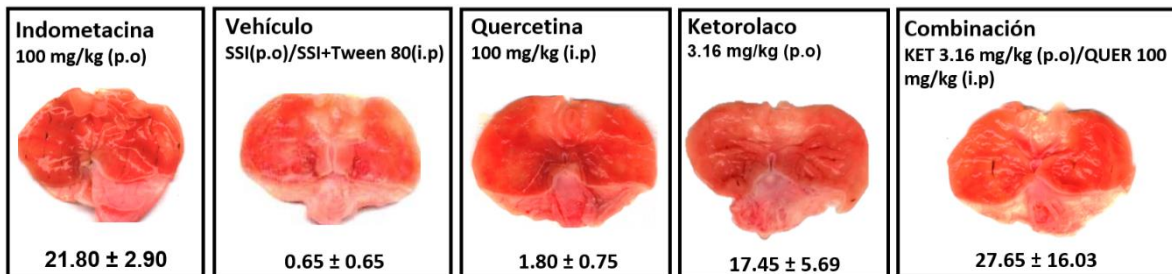 Indometacina
100 mg/kg (p.o)
21.80 ± 2.90
Vehículo
SSI(p.o)/SSI+Tween 80(i.p)
0.65 ± 0.65
Quercetina
100 mg/kg (i.p)
1.80 ± 0.75
Ketorolaco
3.16 mg/kg (p.o)
17.45 ± 5.69
Combinación
KET 3.16 mg/kg (p.o)/QUER 100
mg/kg (i.p)
27.65 ± 16.03